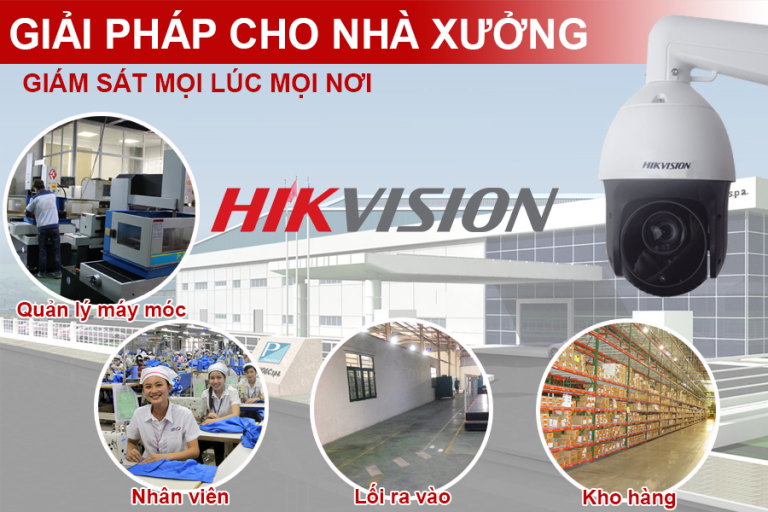 GIẢI PHÁP CHO NHÀ XƯỞNG
GIÁM SÁT MỌI LÚC MỌI NƠI
HIKVISION
s.p.a.
HIKVISION
Quản lý máy móc
P
Nhân viên
Lối ra vào
Kho hàng